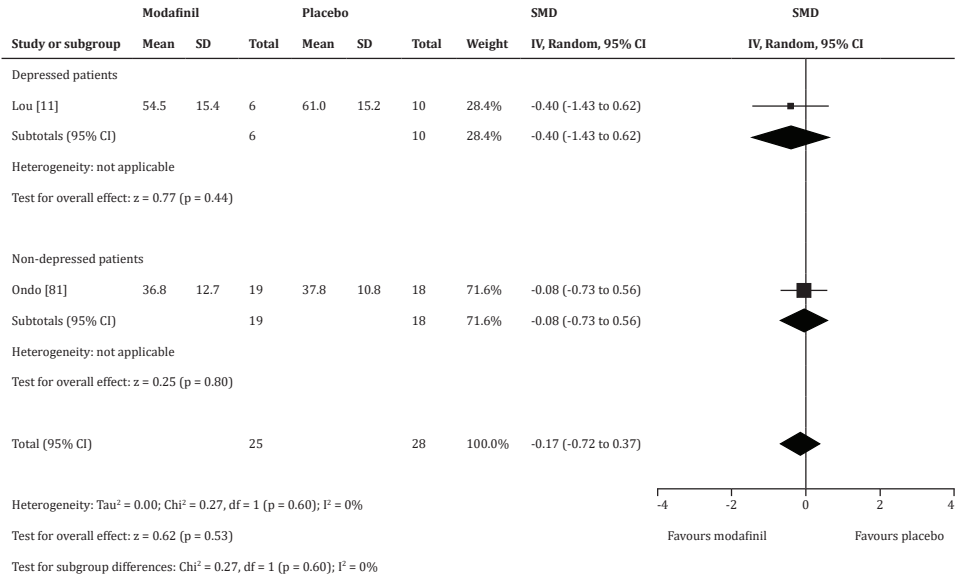 Modafinil Placebo SMD SMD
Study or subgroup Mean SD Total Mean SD Total Weight IV, Random, 95% CI IV, Random, 95% CI
Depressed patients
Lou [11] 54.5 15.4 6 61.0 15.2 10 28.4% -0.40 (-1.43 to 0.62)
Subtotals (95% CI) 6 10 28.4% -0.40 (-1.43 to 0.62)
Heterogeneity: not applicable
Test for overall effect: z = 0.77 (p = 0.44)
Non-depressed patients
Ondo [81] 36.8 12.7 19 37.8 10.8 18 71.6% -0.08 (-0.73 to 0.56)
Subtotals (95% CI) 19 18 71.6% -0.08 (-0.73 to 0.56)
Heterogeneity: not applicable
Test for overall effect: z = 0.25 (p = 0.80)
Total (95% CI) 25 28 100.0% -0.17 (-0.72 to 0.37)
Heterogeneity: Tau² = 0.00; Chi² = 0.27, df = 1 (p = 0.60); I² = 0%
-4 -2 0 2 4
Test for overall effect: z = 0.62 (p = 0.53) Favours modafinil Favours placebo
Test for subgroup differences: Chi² = 0.27, df = 1 (p = 0.60); I² = 0%